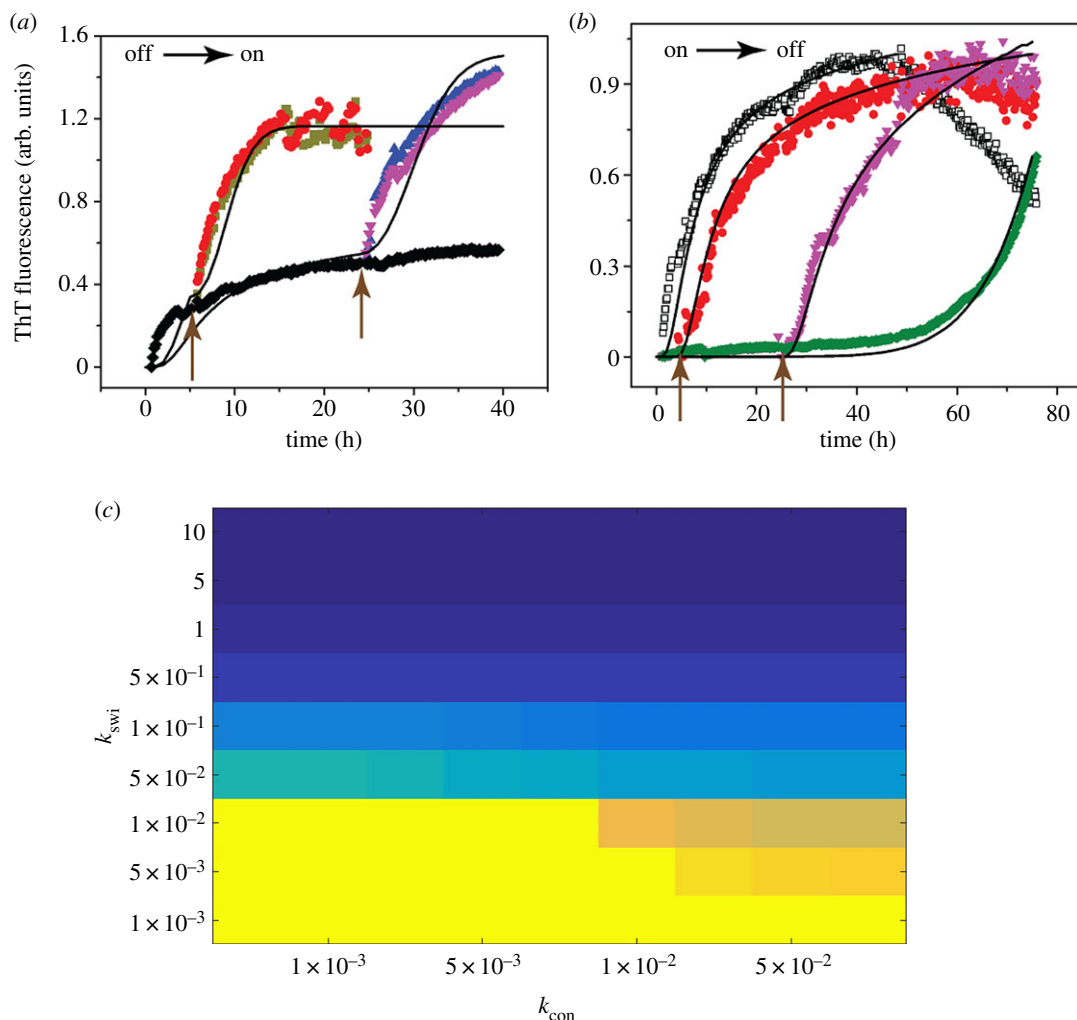 (a)
off → on
ThT fluorescence (arb. units)
1.6
1.2
0.8
0.4
0
0 10 20 30 40
time (h)
(b)
on → off
0.9
0.6
0.3
0
0 20 40 60 80
time (h)
(c)
k_swi
10
5
1
5 × 10⁻¹
1 × 10⁻¹
5 × 10⁻²
1 × 10⁻²
5 × 10⁻³
1 × 10⁻³
1 × 10⁻³ 5 × 10⁻³ 1 × 10⁻² 5 × 10⁻²
k_con